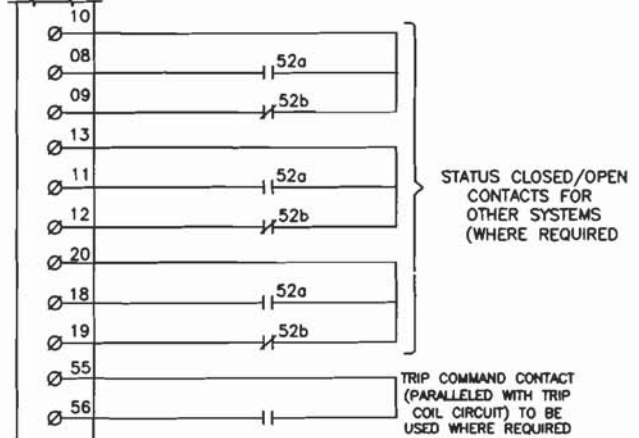 10
08 52a
09 52b
13
11 52a
12 52b
20
18 52a
19 52b
STATUS CLOSED/OPEN
CONTACTS FOR
OTHER SYSTEMS
(WHERE REQUIRED
55
56
TRIP COMMAND CONTACT
(PARALLELED WITH TRIP
COIL CIRCUIT) TO BE
USED WHERE REQUIRED